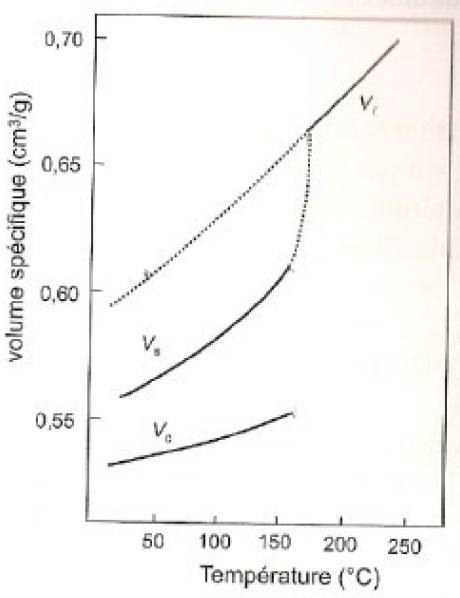 0,70
0,65
0,60
0,55
volume spécifique (cm³/g)
Vℓ
Vs
Vc
50 100 150 200 250
Température (°C)